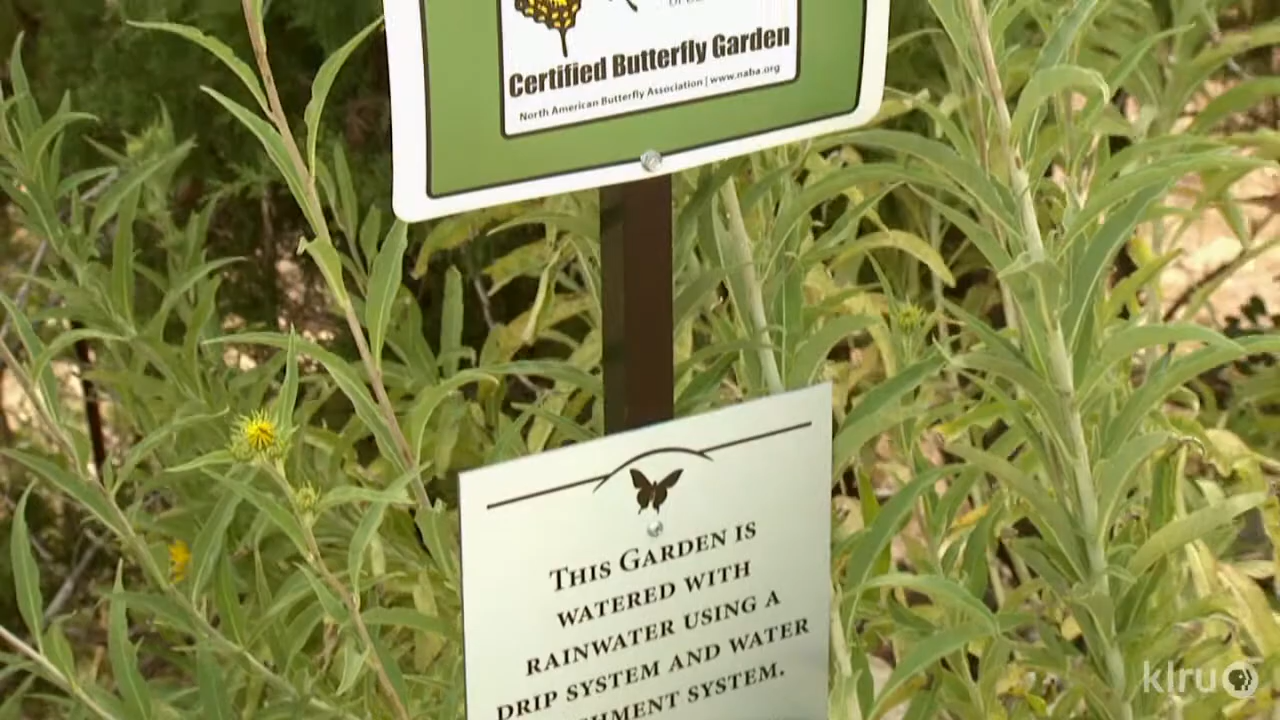 Certified Butterfly Garden
North American Butterfly Association | www.naba.org
THIS GARDEN IS
WATERED WITH
RAINWATER USING A
DRIP SYSTEM AND WATER
SYSTEM.
klru